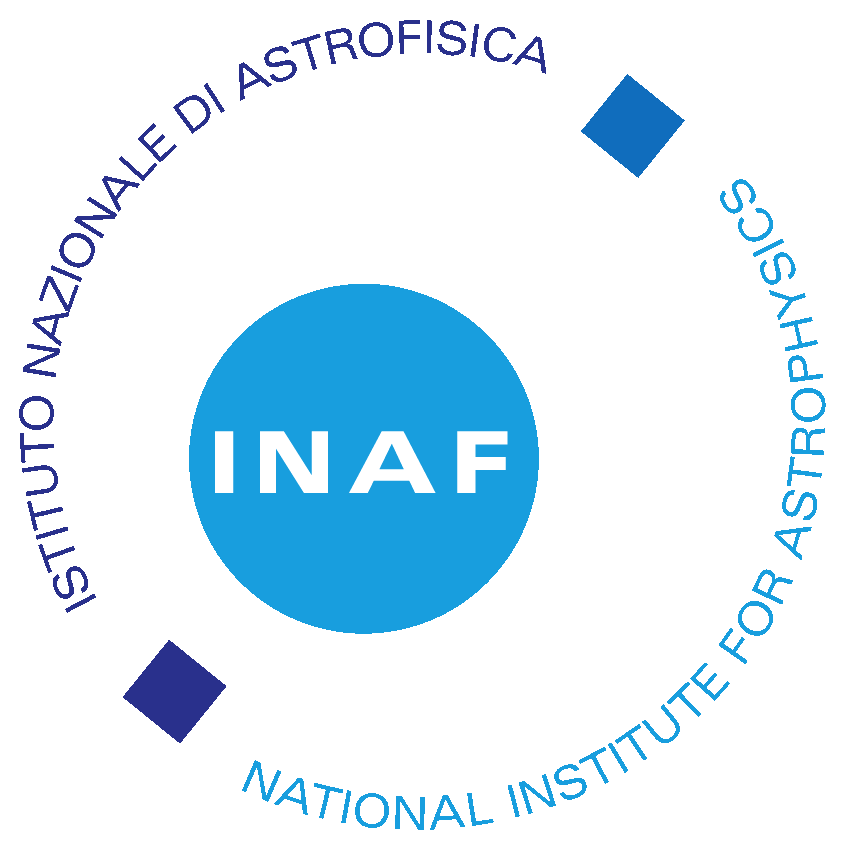 ISTITUTO NAZIONALE DI ASTROFISICA
INAF
NATIONAL INSTITUTE FOR ASTROPHYSICS